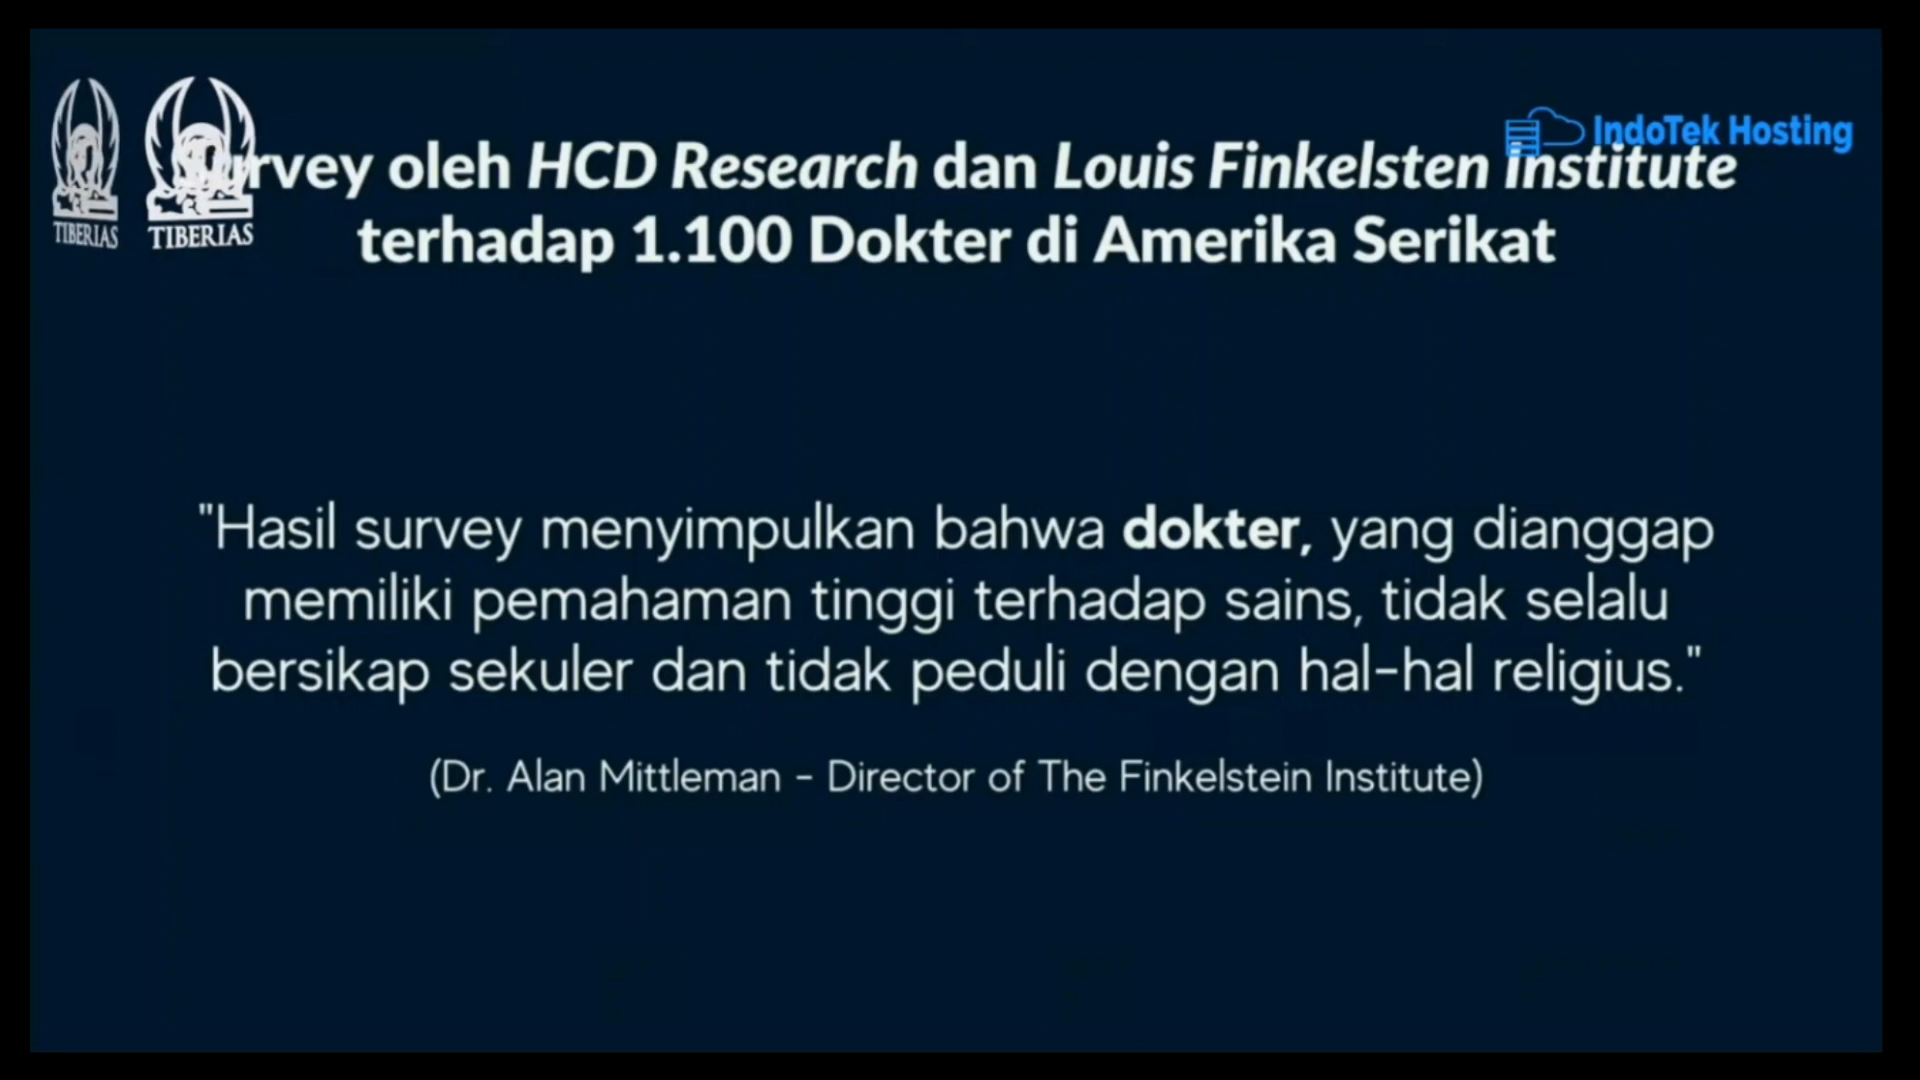 TIBERIAS
TIBERIAS
IndoTek Hosting
Survey oleh HCD Research dan Louis Finkelsten Institute
terhadap 1.100 Dokter di Amerika Serikat
"Hasil survey menyimpulkan bahwa dokter, yang dianggap
memiliki pemahaman tinggi terhadap sains, tidak selalu
bersikap sekuler dan tidak peduli dengan hal-hal religius."
(Dr. Alan Mittleman - Director of The Finkelstein Institute)